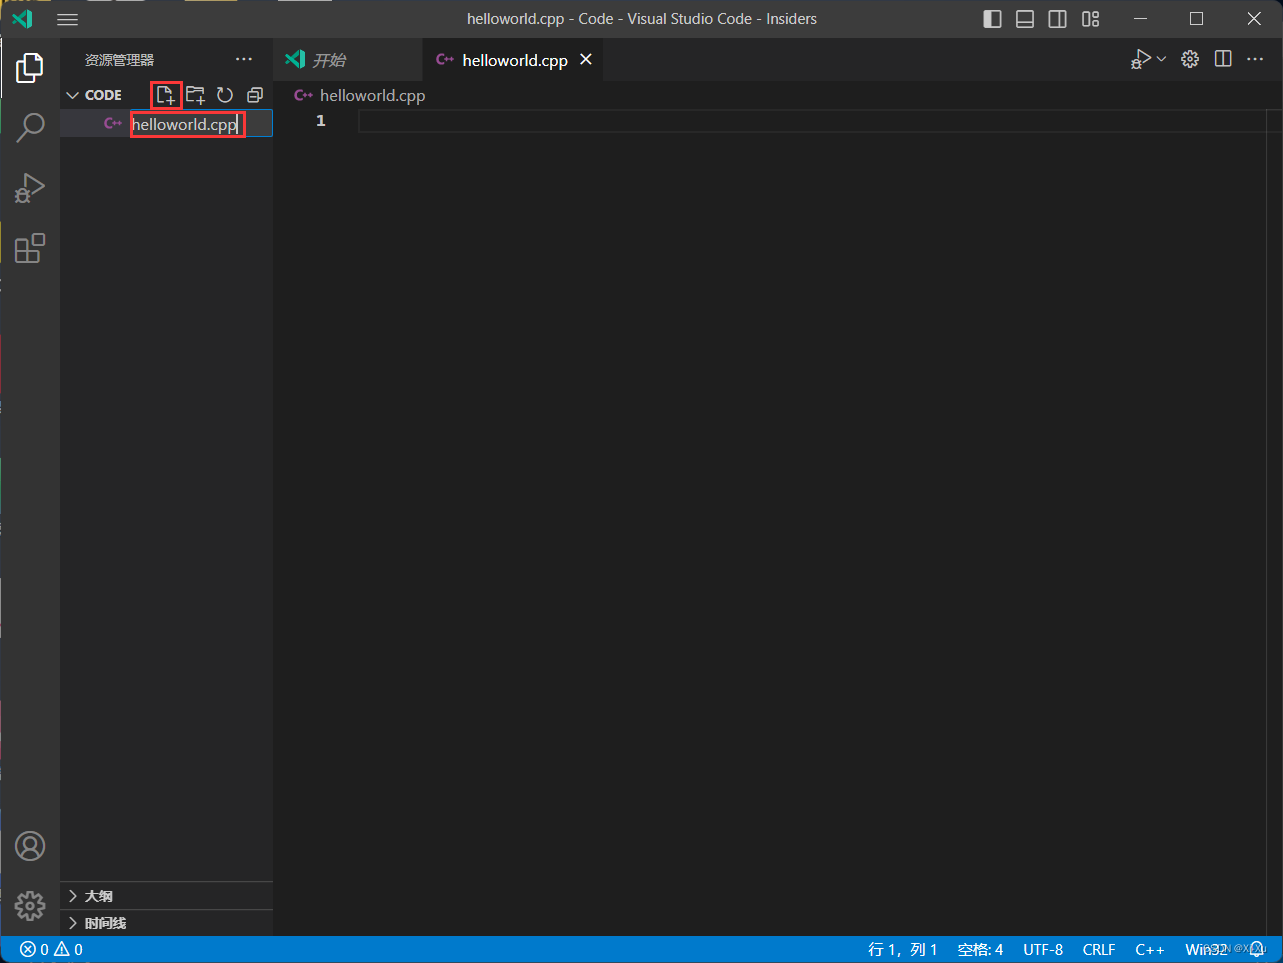 helloworld.cpp - Code - Visual Studio Code - Insiders
资源管理器
开始
C++ helloworld.cpp
CODE
C++ helloworld.cpp
C++ helloworld.cpp
1
大纲
时间线
0 0
行 1，列 1 空格: 4 UTF-8 CRLF C++ Win32